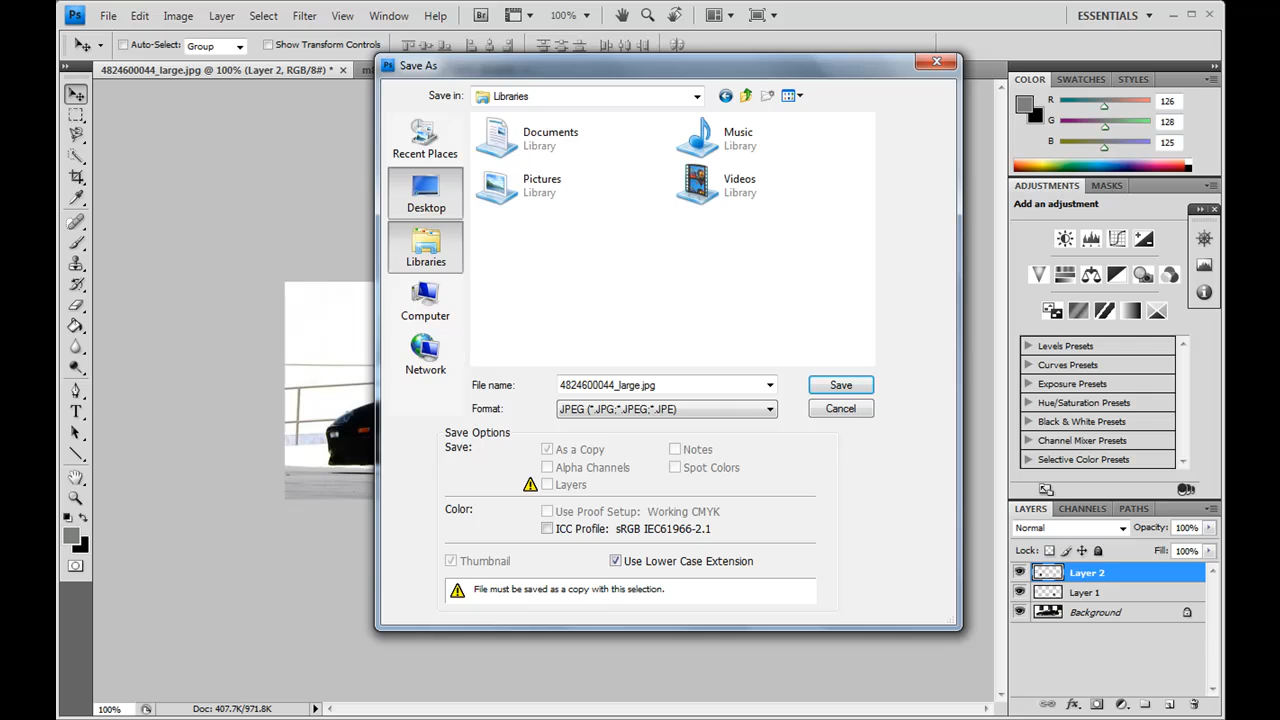 Ps File Edit Image Layer Select Filter View Window Help Br 100% ESSENTIALS
Auto-Select: Group Show Transform Controls
4824600044_large.jpg @ 100% (Layer 2, RGB/8#) *
Ps Save As
Save in: Libraries
Recent Places
Desktop
Libraries
Computer
Network
Documents
Library
Music
Library
Pictures
Library
Videos
Library
File name: 4824600044_large.jpg Save
Format: JPEG (*.JPG;*.JPEG;*.JPE) Cancel
Save Options
Save: As a Copy Notes
Alpha Channels Spot Colors
Layers
Color: Use Proof Setup: Working CMYK
ICC Profile: sRGB IEC61966-2.1
Thumbnail Use Lower Case Extension
File must be saved as a copy with this selection.
COLOR SWATCHES STYLES
R 126
G 128
B 125
ADJUSTMENTS MASKS
Add an adjustment
Levels Presets
Curves Presets
Exposure Presets
Hue/Saturation Presets
Black & White Presets
Channel Mixer Presets
Selective Color Presets
LAYERS CHANNELS PATHS
Normal Opacity: 100%
Lock: Fill: 100%
Layer 2
Layer 1
Background
100% Doc: 407.7K/971.8K